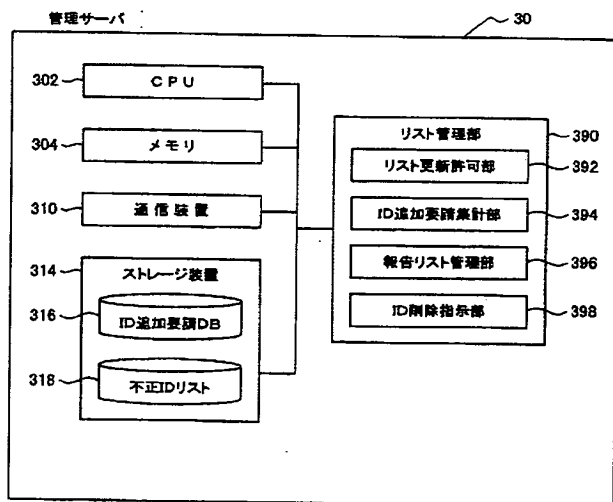 管理サーバ
30
302
CPU
304
メモリ
310
通信装置
314
ストレージ装置
316
ID追加要請DB
318
不正IDリスト
リスト管理部
390
リスト更新許可部
392
ID追加要請集計部
394
報告リスト管理部
396
ID削除指示部
398